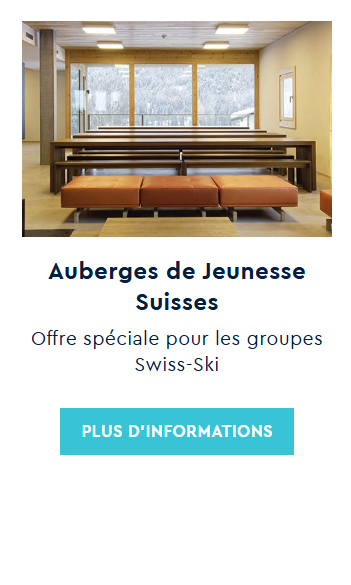 Auberges de Jeunesse
Suisses
Offre spéciale pour les groupes
Swiss-Ski
PLUS D'INFORMATIONS